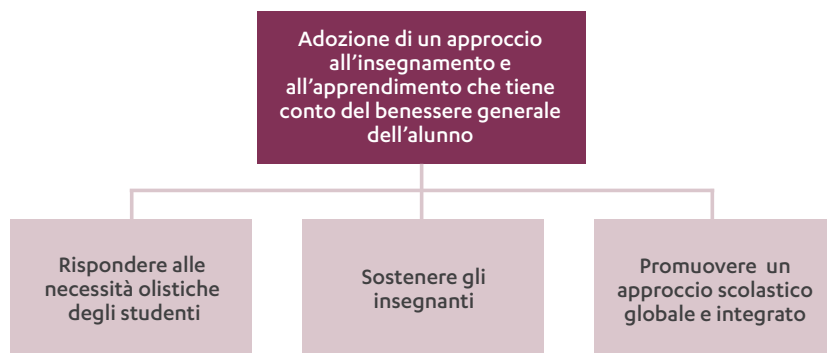 Adozione di un approccio
all’insegnamento e
all’apprendimento che tiene
conto del benessere generale
dell’alunno
Rispondere alle
necessità olistiche
degli studenti
Sostenere gli
insegnanti
Promuovere un
approccio scolastico
globale e integrato